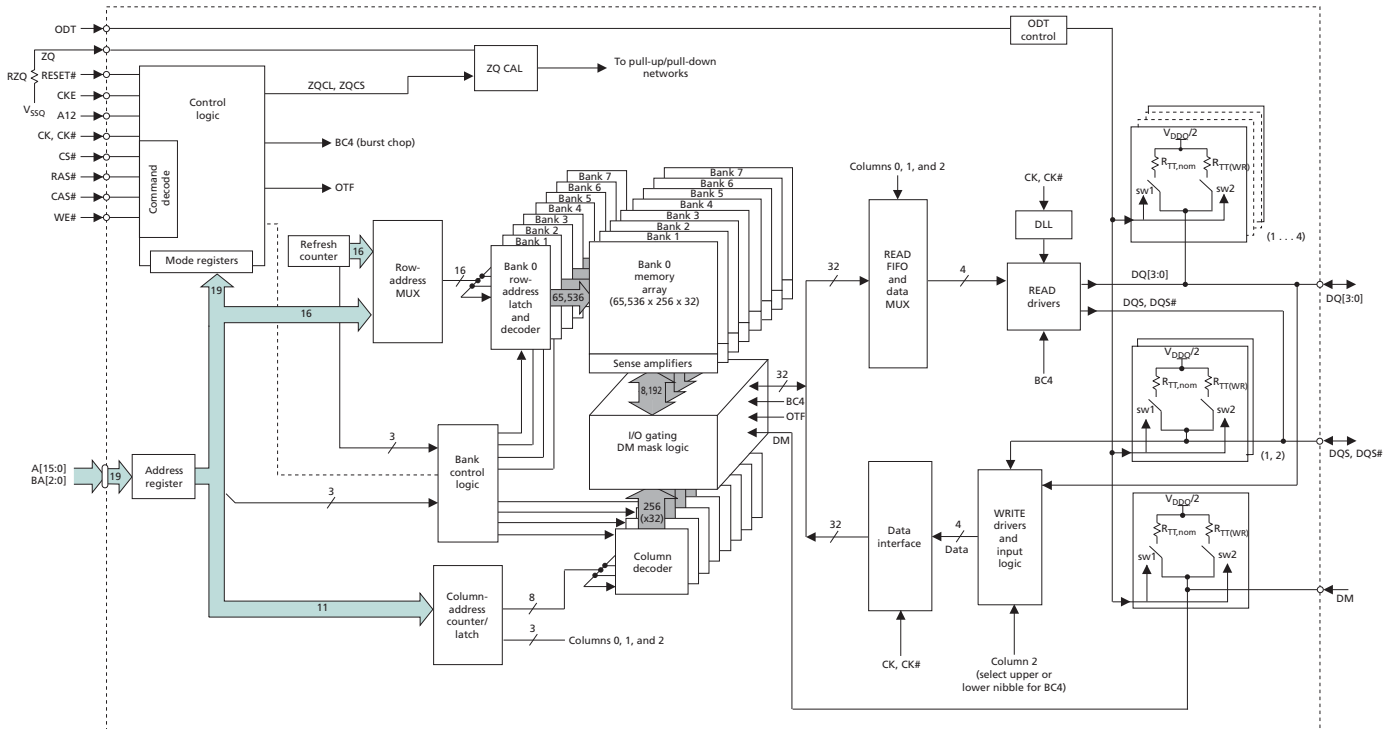 ODT
ODT
control
ZQ
RZQ
RESET#
CKE
VSSQ
A12
CK, CK#
CS#
RAS#
CAS#
WE#
Control
logic
Command
decode
Mode registers
ZQCL, ZQCS
ZQ CAL
To pull-up/pull-down
networks
BC4 (burst chop)
OTF
Refresh
counter
16
Row-
address
MUX
16
19
16
Bank 7
Bank 6
Bank 5
Bank 4
Bank 3
Bank 2
Bank 1
Bank 0
row-
address
latch
and
decoder
65,536
Bank 7
Bank 6
Bank 5
Bank 4
Bank 3
Bank 2
Bank 1
Bank 0
memory
array
(65,536 x 256 x 32)
Sense amplifiers
8,192
I/O gating
DM mask logic
32
BC4
OTF
DM
256
(x32)
Column
decoder
3
3
Bank
control
logic
A[15:0]
BA[2:0]
19
Address
register
11
Column-
address
counter/
latch
8
3
Columns 0, 1, and 2
Columns 0, 1, and 2
32
READ
FIFO
and
data
MUX
4
CK, CK#
DLL
READ
drivers
BC4
DQ[3:0]
DQS, DQS#
32
Data
interface
CK, CK#
4
Data
WRITE
drivers
and
input
logic
Column 2
(select upper or
lower nibble for BC4)
VDDQ/2
RTT,nom
RTT(WR)
sw1
sw2
(1 . . . 4)
DQ[3:0]
VDDQ/2
RTT,nom
RTT(WR)
sw1
sw2
(1, 2)
DQS, DQS#
VDDQ/2
RTT,nom
RTT(WR)
sw1
sw2
DM